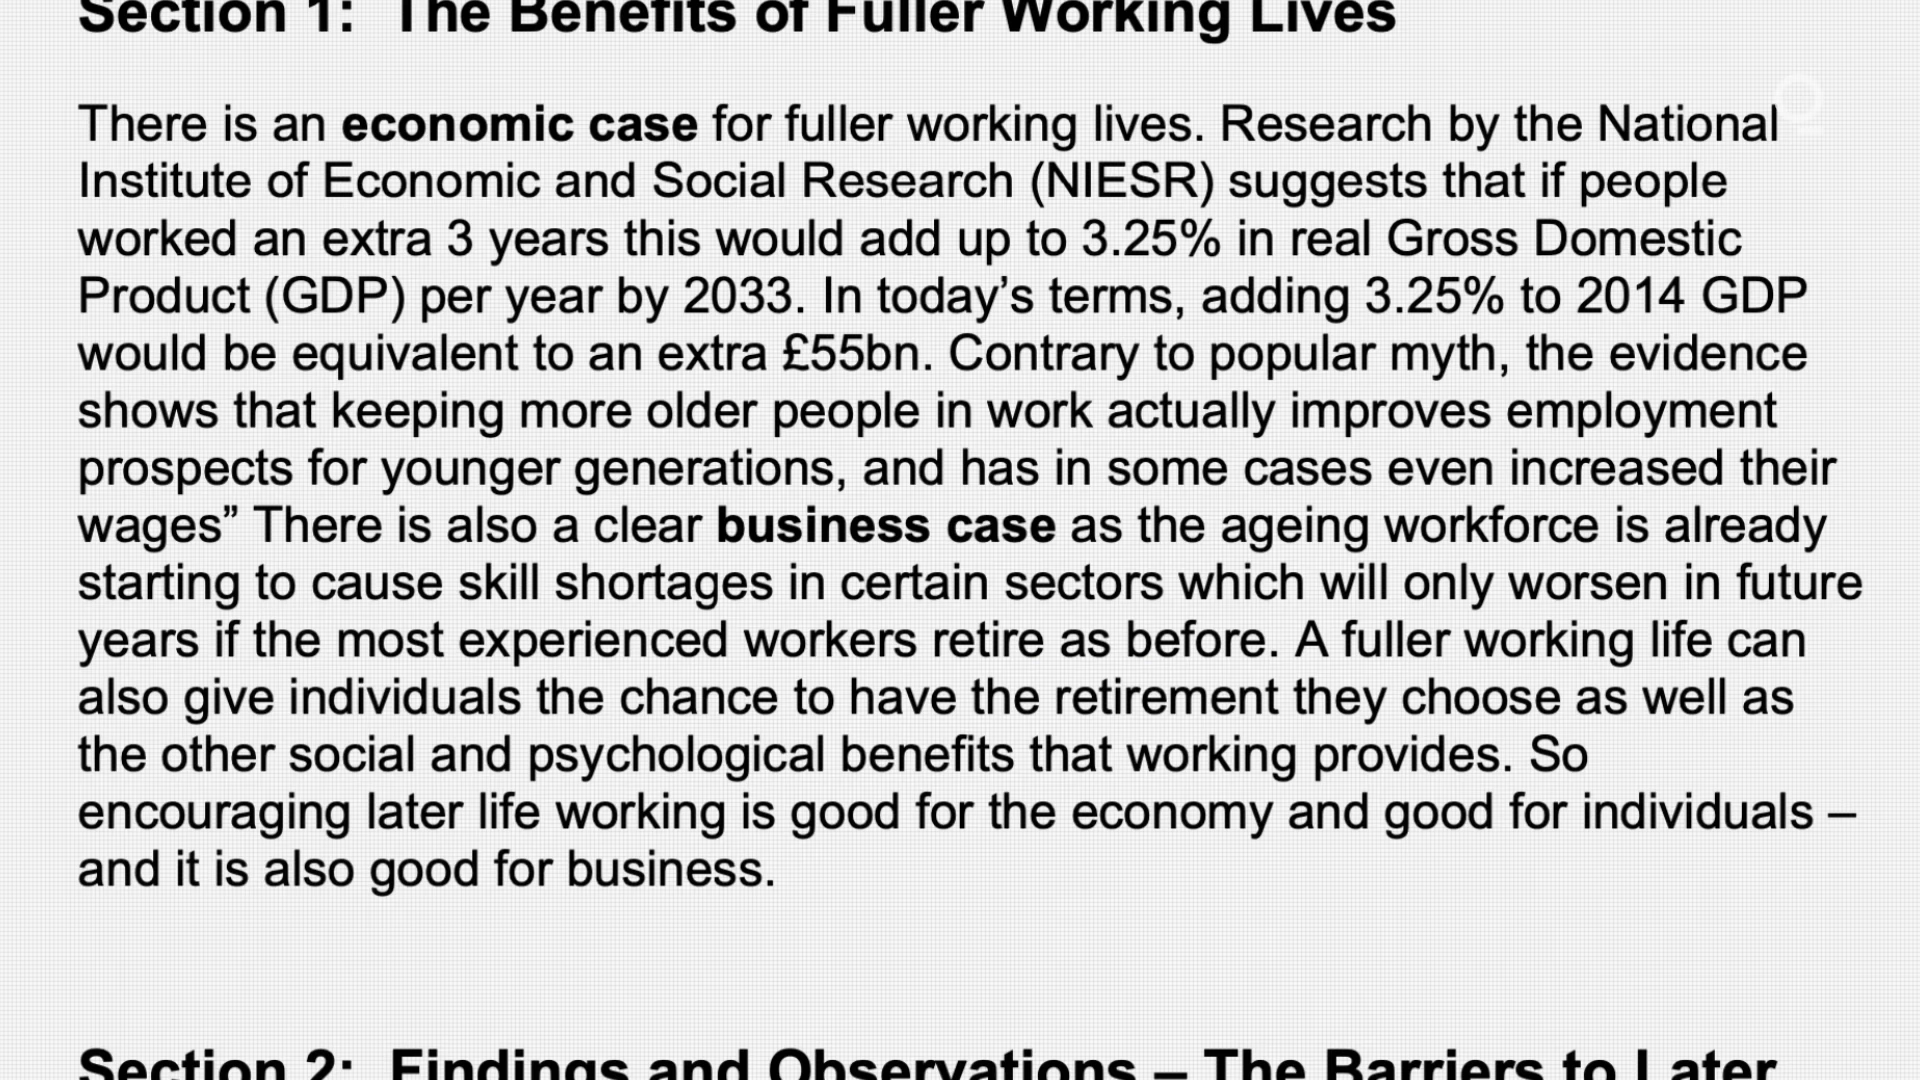 Section 1: The Benefits of Fuller Working Lives
There is an economic case for fuller working lives. Research by the National
Institute of Economic and Social Research (NIESR) suggests that if people
worked an extra 3 years this would add up to 3.25% in real Gross Domestic
Product (GDP) per year by 2033. In today’s terms, adding 3.25% to 2014 GDP
would be equivalent to an extra £55bn. Contrary to popular myth, the evidence
shows that keeping more older people in work actually improves employment
prospects for younger generations, and has in some cases even increased their
wages” There is also a clear business case as the ageing workforce is already
starting to cause skill shortages in certain sectors which will only worsen in future
years if the most experienced workers retire as before. A fuller working life can
also give individuals the chance to have the retirement they choose as well as
the other social and psychological benefits that working provides. So
encouraging later life working is good for the economy and good for individuals –
and it is also good for business.
Section 2: Findings and Observations – The Barriers to Later